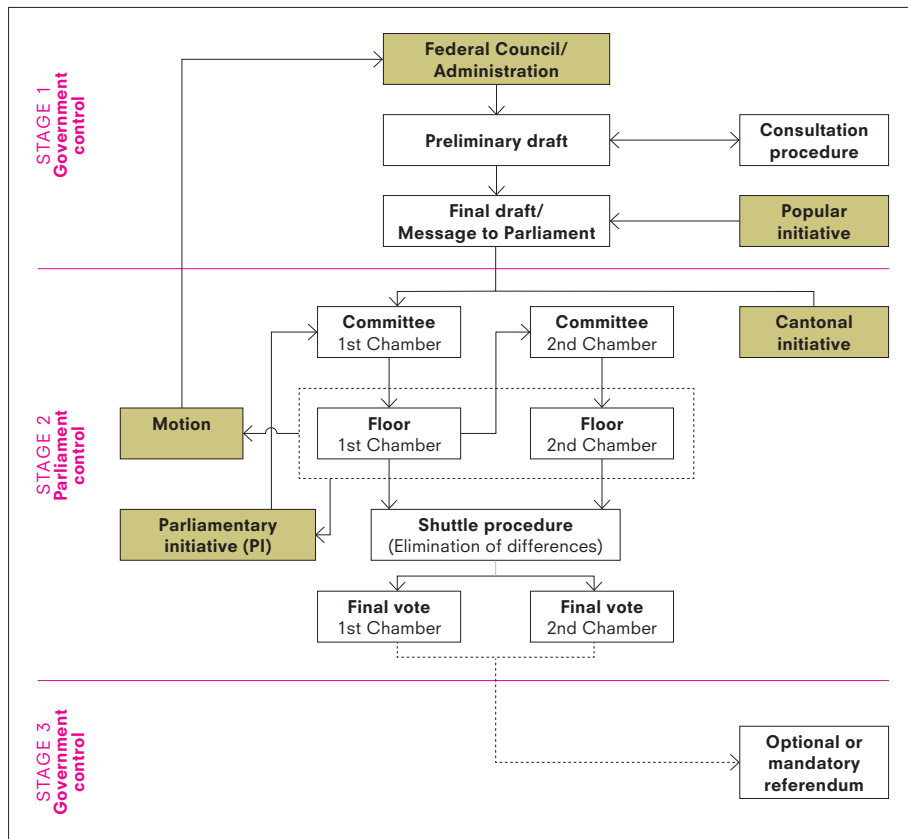 STAGE 1
Government
control
Federal Council/
Administration
Preliminary draft
Consultation
procedure
Final draft/
Message to Parliament
Popular
initiative
STAGE 2
Parliament
control
Committee
1st Chamber
Committee
2nd Chamber
Cantonal
initiative
Motion
Floor
1st Chamber
Floor
2nd Chamber
Parliamentary
initiative (PI)
Shuttle procedure
(Elimination of differences)
Final vote
1st Chamber
Final vote
2nd Chamber
STAGE 3
Government
control
Optional or
mandatory
referendum